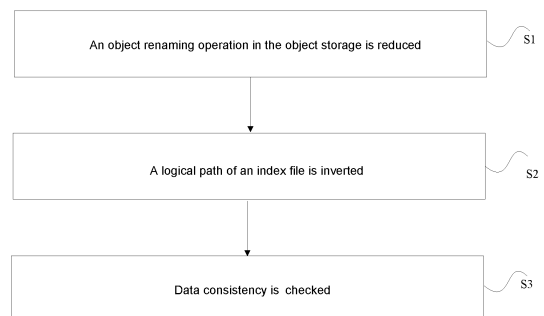 An object renaming operation in the object storage is reduced
S1
A logical path of an index file is inverted
S2
Data consistency is checked
S3